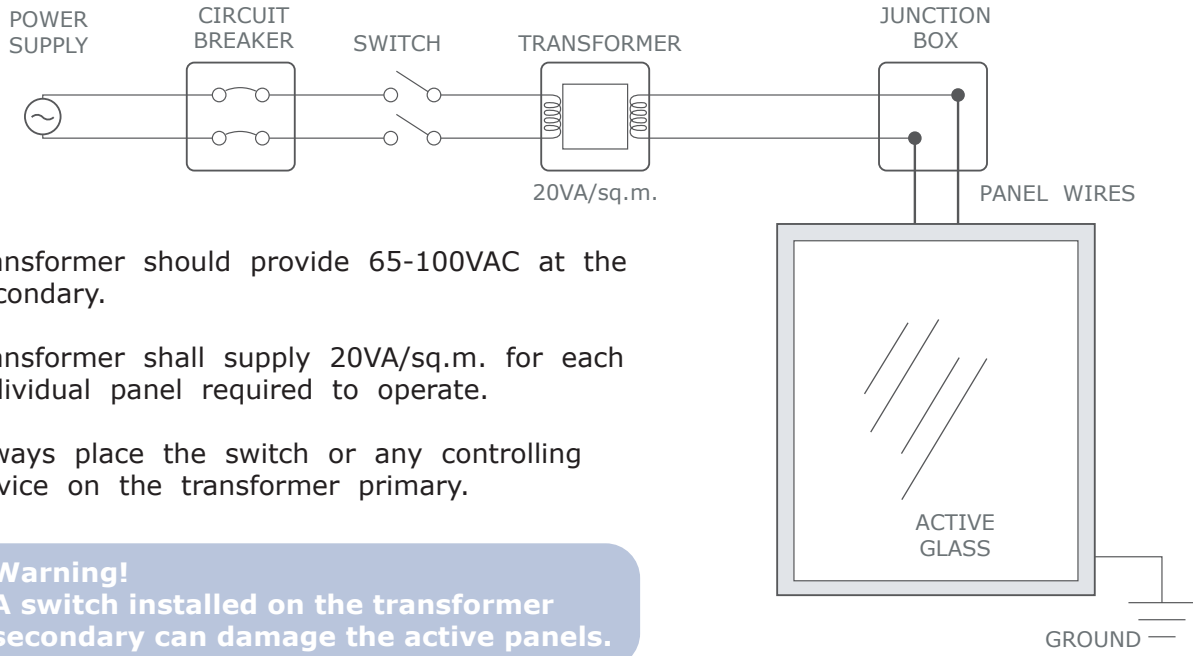 POWER
SUPPLY
CIRCUIT
BREAKER
SWITCH
TRANSFORMER
JUNCTION
BOX
20VA/sq.m.
PANEL WIRES
ansformer should provide 65-100VAC at the
condary.
ansformer shall supply 20VA/sq.m. for each
dividual panel required to operate.
ways place the switch or any controlling
vice on the transformer primary.
Warning!
A switch installed on the transformer
secondary can damage the active panels.
ACTIVE
GLASS
GROUND